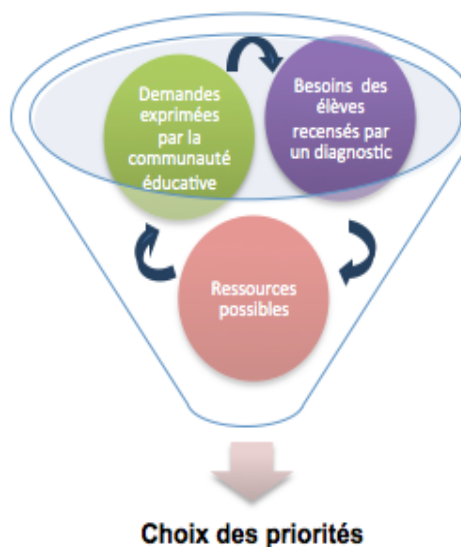 Demandes
exprimées
par la
communauté
éducative
Besoins des
élèves
recensés par
un diagnostic
Ressources
possibles
Choix des priorités